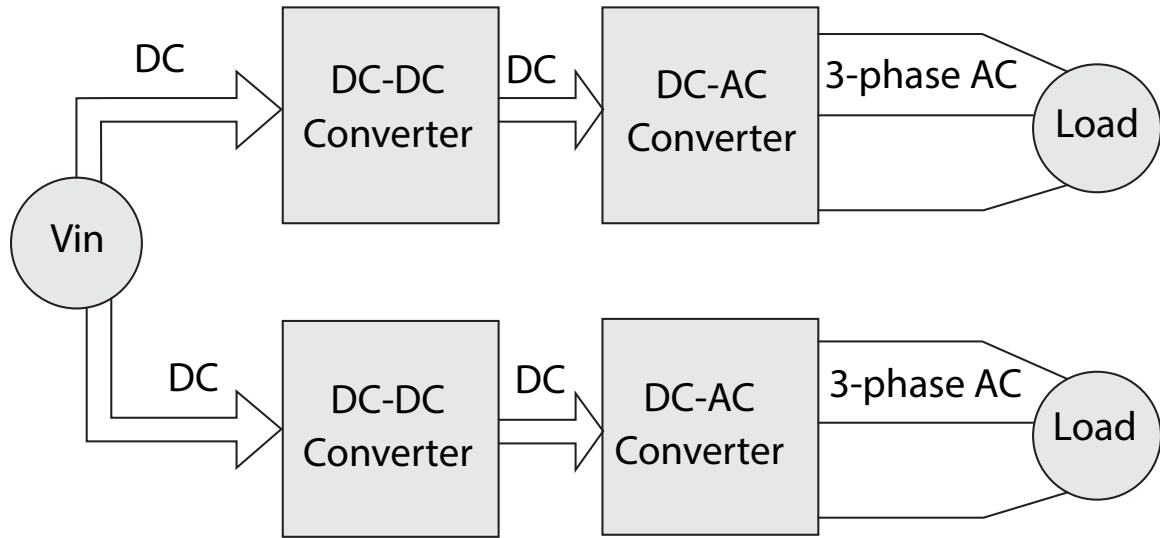 DC
DC-DC
Converter
DC
DC-AC
Converter
3-phase AC
Load
Vin
DC
DC-DC
Converter
DC
DC-AC
Converter
3-phase AC
Load